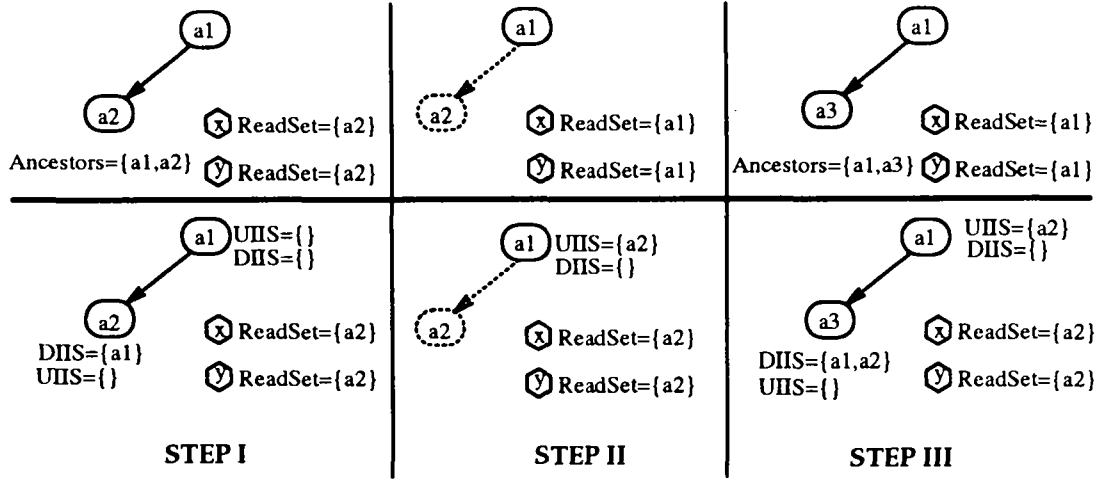 a1
a2
x ReadSet={a2}
Ancestors={a1,a2}
y ReadSet={a2}
a1
a2
x ReadSet={a1}
y ReadSet={a1}
a1
a3
x ReadSet={a1}
Ancestors={a1,a3}
y ReadSet={a1}
a1
UIIS={}
DIIS={}
a2
x ReadSet={a2}
DIIS={a1}
UIIS={}
y ReadSet={a2}
STEP I
a1
UIIS={a2}
DIIS={}
a2
x ReadSet={a2}
y ReadSet={a2}
STEP II
a1
UIIS={a2}
DIIS={}
a3
x ReadSet={a2}
DIIS={a1,a2}
UIIS={}
y ReadSet={a2}
STEP III